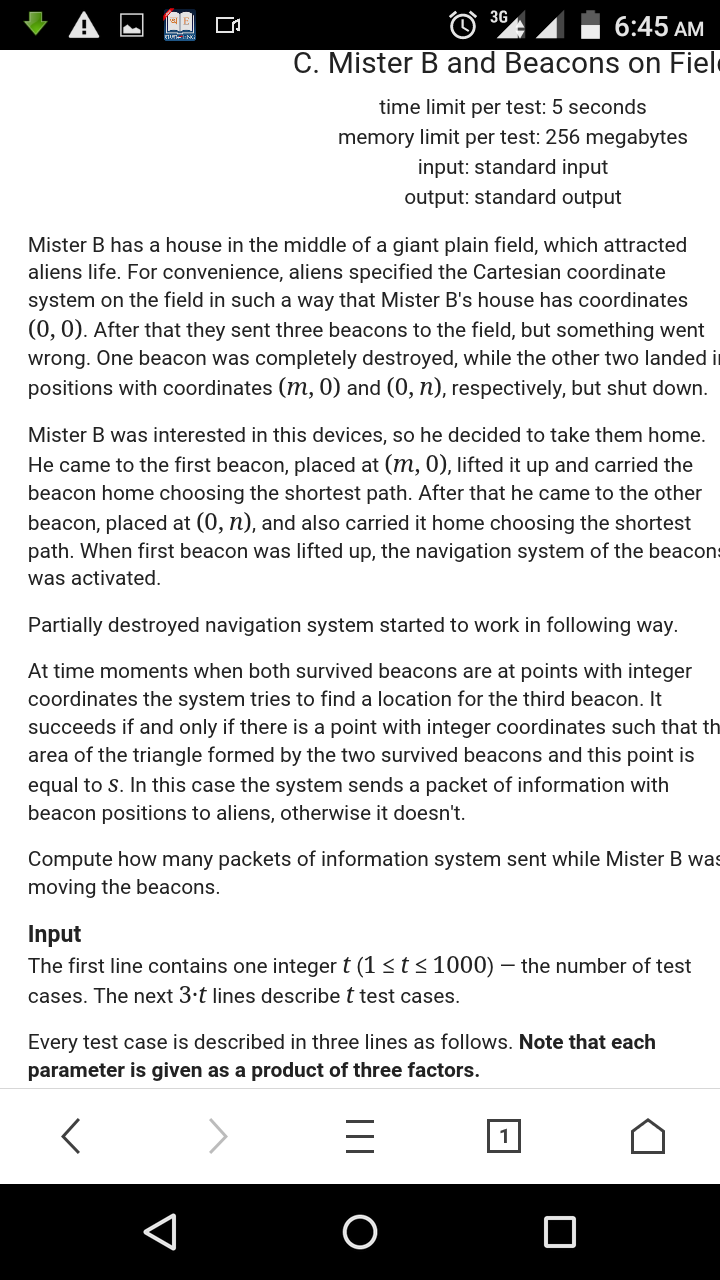 3G 6:45 AM
C. Mister B and Beacons on
time limit per test: 5 seconds
memory limit per test: 256 megabytes
input: standard input
output: standard output
Mister B has a house in the middle of a giant plain field, which attracted
aliens life. For convenience, aliens specified the Cartesian coordinate
system on the field in such a way that Mister B's house has coordinates
(0, 0). After that they sent three beacons to the field, but something went
wrong. One beacon was completely destroyed, while the other two landed
positions with coordinates (m, 0) and (0, n), respectively, but shut down.
Mister B was interested in this devices, so he decided to take them home.
He came to the first beacon, placed at (m, 0), lifted it up and carried the
beacon home choosing the shortest path. After that he came to the other
beacon, placed at (0, n), and also carried it home choosing the shortest
path. When first beacon was lifted up, the navigation system of the beacons
was activated.
Partially destroyed navigation system started to work in following way.
At time moments when both survived beacons are at points with integer
coordinates the system tries to find a location for the third beacon. It
succeeds if and only if there is a point with integer coordinates such that
area of the triangle formed by the two survived beacons and this point is
equal to s. In this case the system sends a packet of information with
beacon positions to aliens, otherwise it doesn't.
Compute how many packets of information system sent while Mister B was
moving the beacons.
Input
The first line contains one integer t (1 ≤ t ≤ 1000) — the number of test
cases. The next 3·t lines describe t test cases.
Every test case is described in three lines as follows. Note that each
parameter is given as a product of three factors.
1